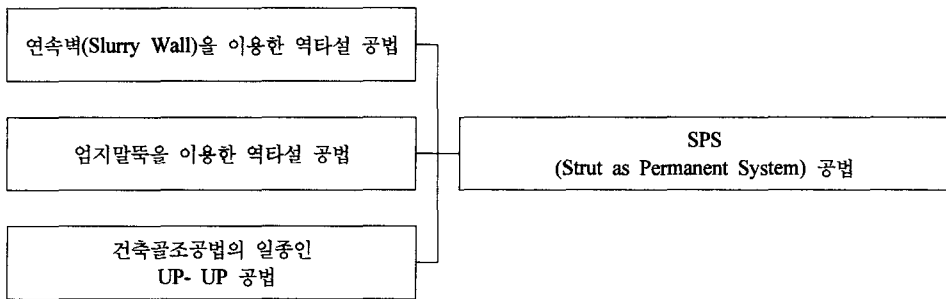 연속벽(Slurry Wall)을 이용한 역타설 공법
엄지말뚝을 이용한 역타설 공법
건축골조공법의 일종인
UP- UP 공법
SPS
(Strut as Permanent System) 공법